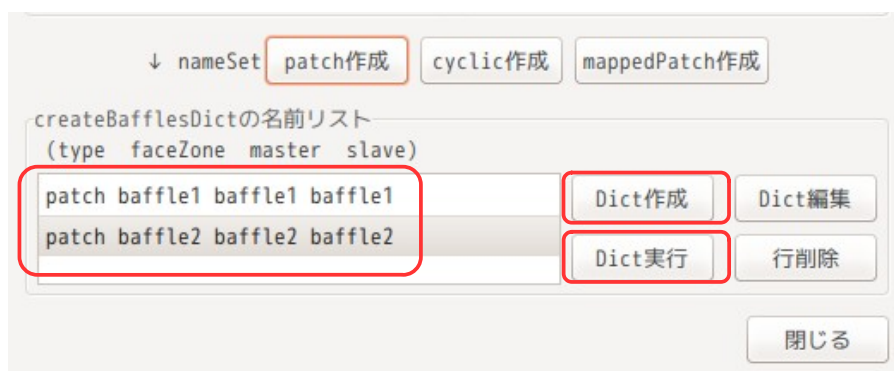 ↓ nameSet patch作成 cyclic作成 mappedPatch作成
createBafflesDictの名前リスト
(type faceZone master slave)
patch baffle1 baffle1 baffle1 Dict作成 Dict編集
patch baffle2 baffle2 baffle2
Dict実行 行削除
閉じる